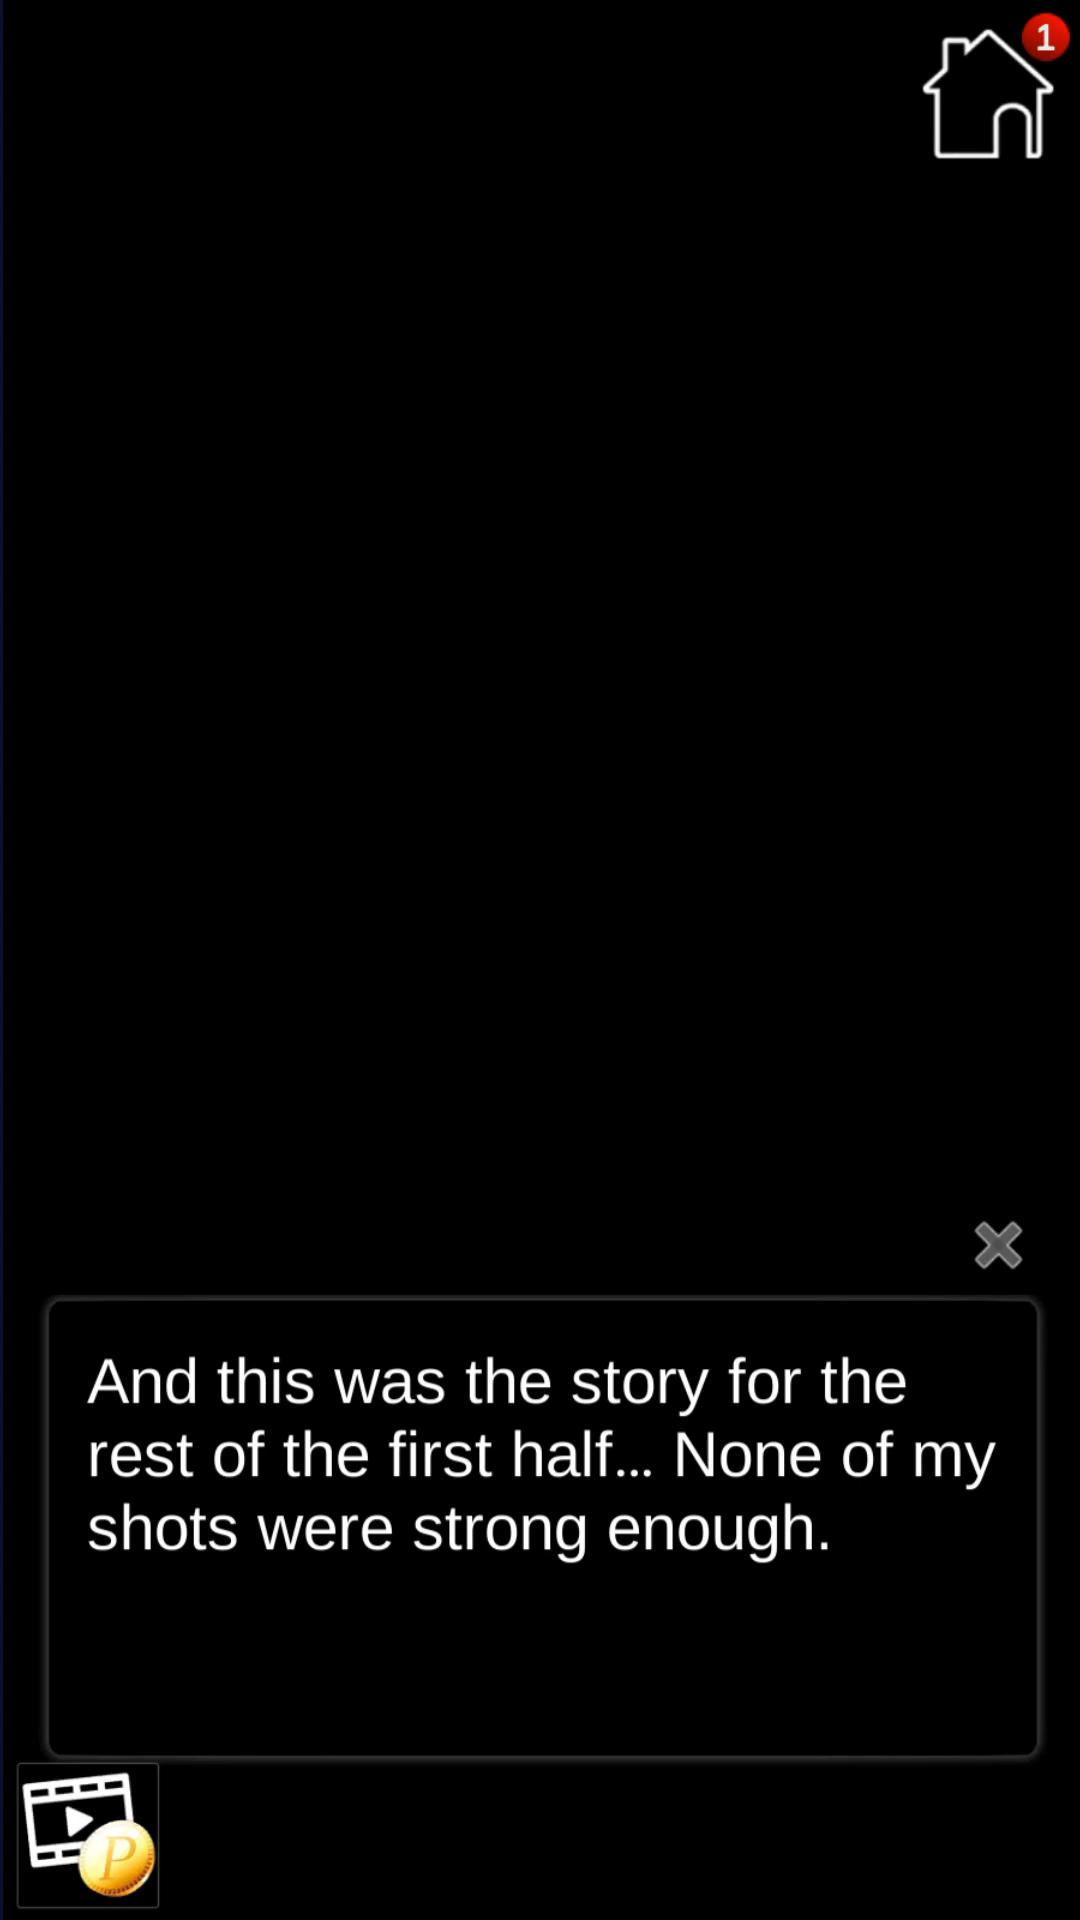 1
And this was the story for the
rest of the first half... None of my
shots were strong enough.
P